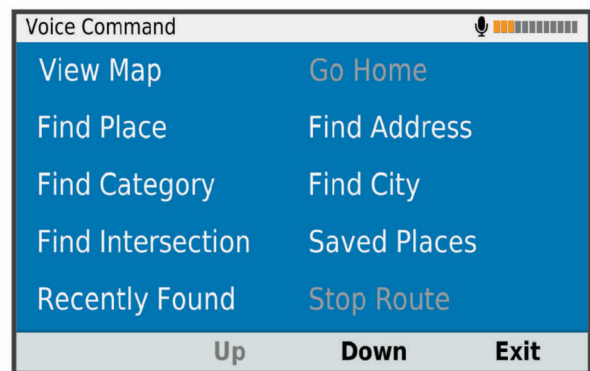 Voice Command
View Map Go Home
Find Place Find Address
Find Category Find City
Find Intersection Saved Places
Recently Found Stop Route
Up Down Exit